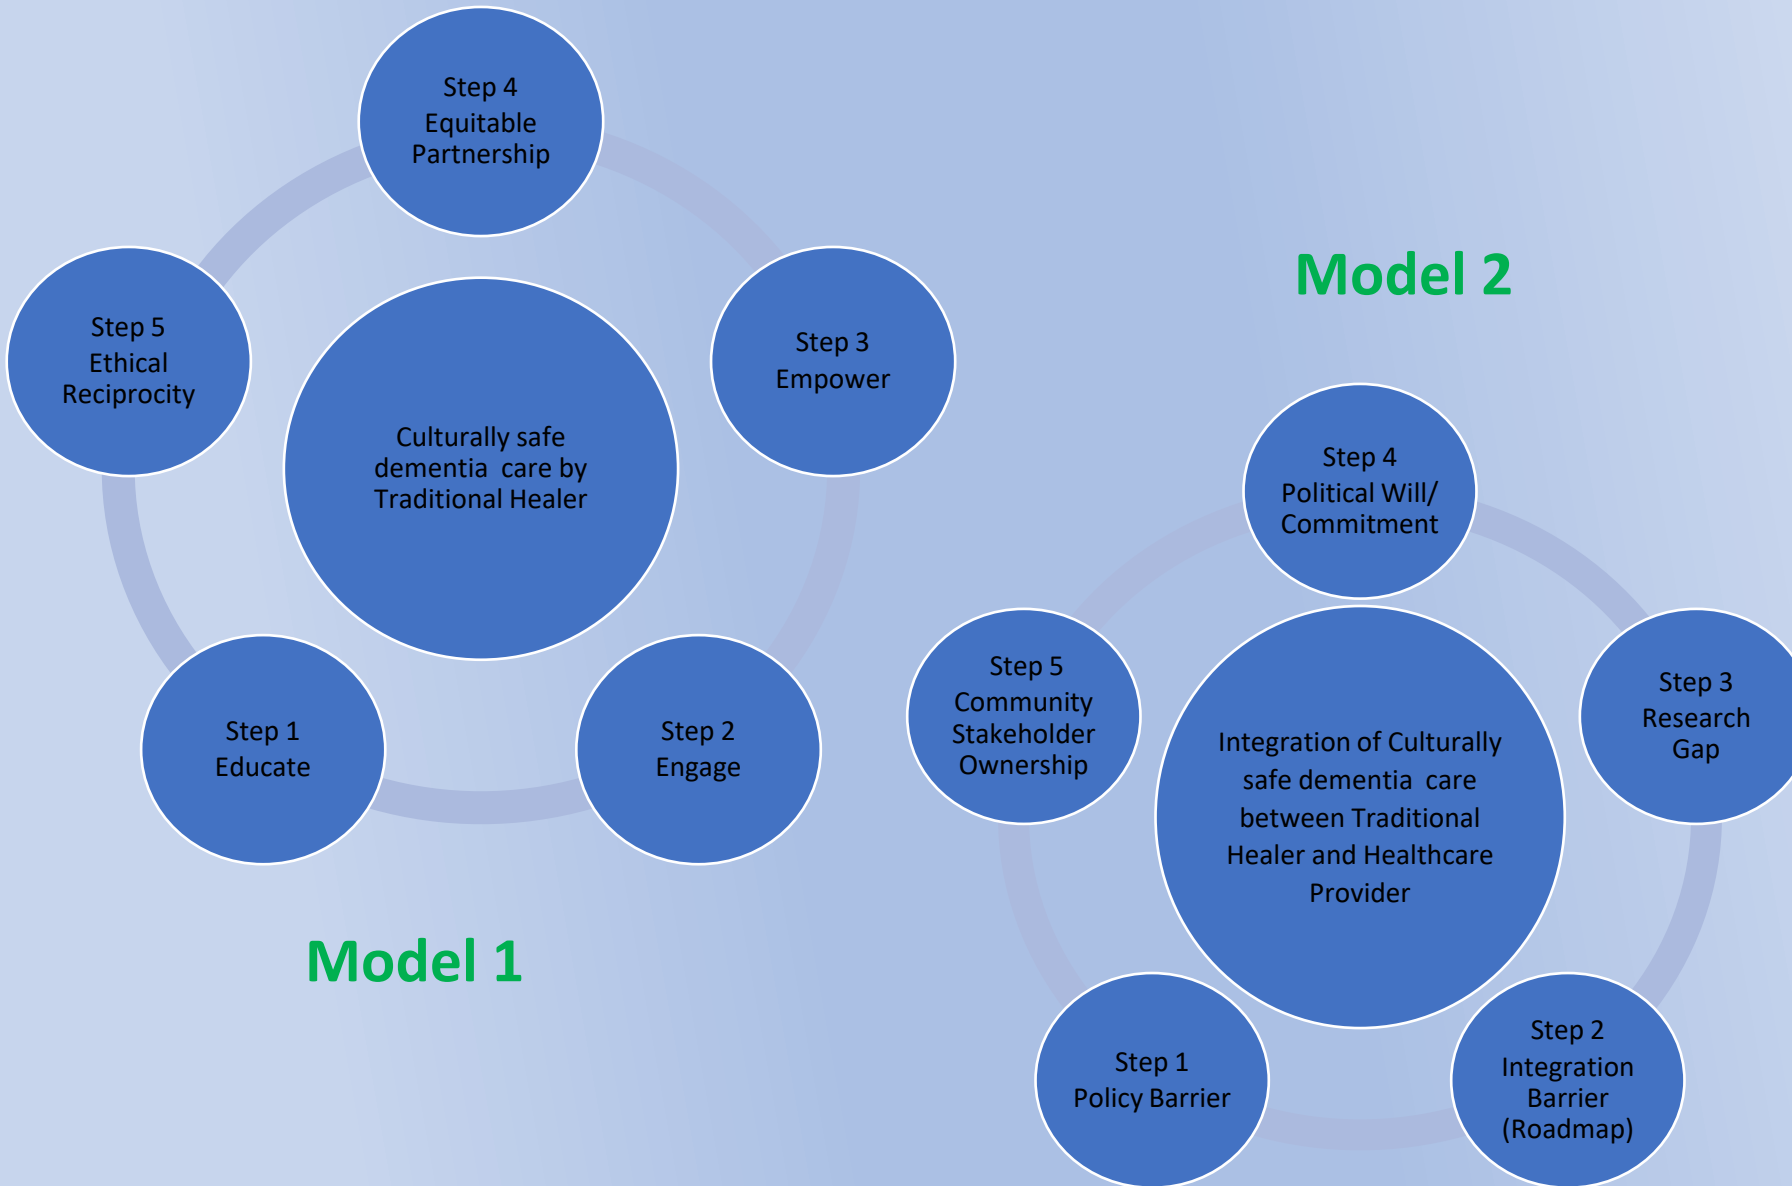 Step 4
Equitable
Partnership
Step 5
Ethical
Reciprocity
Step 3
Empower
Culturally safe
dementia  care by
Traditional Healer
Step 1
Educate
Step 2
Engage
Model 1
Model 2
Step 4
Political Will/
Commitment
Step 5
Community
Stakeholder
Ownership
Step 3
Research
Gap
Integration of Culturally
safe dementia  care
between Traditional
Healer and Healthcare
Provider
Step 1
Policy Barrier
Step 2
Integration
Barrier
(Roadmap)